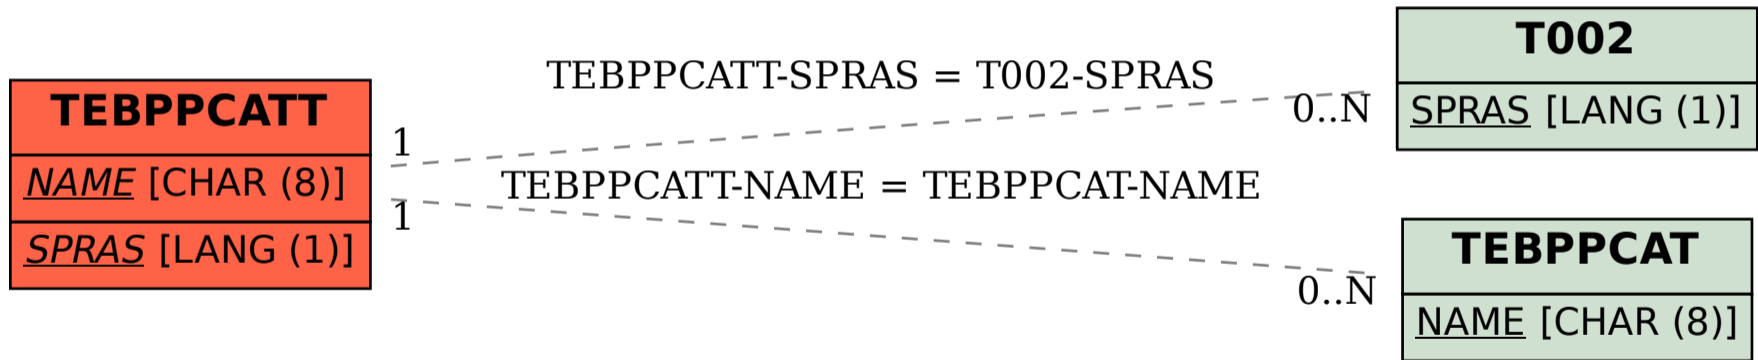 TEBPPCATT
NAME [CHAR (8)]
SPRAS [LANG (1)]
TEBPPCATT-SPRAS = T002-SPRAS
1
0..N
TEBPPCATT-NAME = TEBPPCAT-NAME
1
0..N
T002
SPRAS [LANG (1)]
TEBPPCAT
NAME [CHAR (8)]